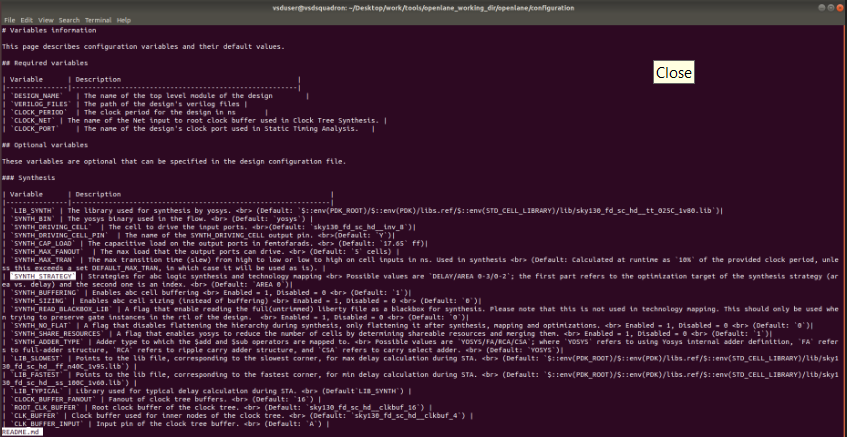 vsduser@vsdsquadron: ~/Desktop/work/tools/openlane_working_dir/openlane/configuration
File Edit View Search Terminal Help
# Variables information
This page describes configuration variables and their default values.
Close
## Required variables
| Variable | Description |
|---------------|---------------------------------------------------------|
| `DESIGN_NAME` | The name of the top level module of the design |
| `VERILOG_FILES` | The path of the design's verilog files |
| `CLOCK_PERIOD` | The clock period for the design in ns |
| `CLOCK_NET` | The name of the Net input to root clock buffer used in Clock Tree Synthesis. |
| `CLOCK_PORT` | The name of the design's clock port used in Static Timing Analysis. |
## Optional variables
These variables are optional that can be specified in the design configuration file.
### Synthesis
| Variable | Description |
|---------------|---------------------------------------------------------------|
| `LIB_SYNTH` | The library used for synthesis by yosys. <br> (Default: `$::env(PDK_ROOT)/$::env(PDK)/libs.ref/$::env(STD_CELL_LIBRARY)/lib/sky130_fd_sc_hd__tt_025C_1v80.lib`)|
| `SYNTH_BIN` | The yosys binary used in the flow. <br> (Default: `yosys`) |
| `SYNTH_DRIVING_CELL` | The cell to drive the input ports. <br>(Default: `sky130_fd_sc_hd__inv_8`)|
| `SYNTH_DRIVING_CELL_PIN` | The name of the SYNTH_DRIVING_CELL output pin. <br>(Default: `Y`)|
| `SYNTH_CAP_LOAD` | The capacitive load on the output ports in femtofarads. <br> (Default: `17.65` ff)|
| `SYNTH_MAX_FANOUT` | The max load that the output ports can drive. <br> (Default: `5` cells) |
| `SYNTH_MAX_TRAN` | The max transition time (slew) from high to low or low to high on cell inputs in ns. Used in synthesis <br> (Default: Calculated at runtime as `10%` of the provided clock period, unle
ss this exceeds a set DEFAULT_MAX_TRAN, in which case it will be used as is). |
| `SYNTH_STRATEGY` | Strategies for abc logic synthesis and technology mapping <br> Possible values are `DELAY/AREA 0-3/0-2`; the first part refers to the optimization target of the synthesis strategy (ar
ea vs. delay) and the second one is an index. <br> (Default: `AREA 0`)|
| `SYNTH_BUFFERING` | Enables abc cell buffering <br> Enabled = 1, Disabled = 0 <br> (Default: `1`)|
| `SYNTH_SIZING` | Enables abc cell sizing (instead of buffering) <br> Enabled = 1, Disabled = 0 <br> (Default: `0`)|
| `SYNTH_READ_BLACKBOX_LIB` | A flag that enable reading the full(untrimmed) liberty file as a blackbox for synthesis. Please note that this is not used in technology mapping. This should only be used whe
n trying to preserve gate instances in the rtl of the design. <br> Enabled = 1, Disabled = 0 <br> (Default: `0`)|
| `SYNTH_NO_FLAT` | A flag that disables flattening the hierarchy during synthesis, only flattening it after synthesis, mapping and optimizations. <br> Enabled = 1, Disabled = 0 <br> (Default: `0`)|
| `SYNTH_SHARE_RESOURCES` | A flag that enables yosys to reduce the number of cells by determining shareable resources and merging them. <br> Enabled = 1, Disabled = 0 <br> (Default: `1`)|
| `SYNTH_ADDER_TYPE` | Adder type to which the $add and $sub operators are mapped to. <br> Possible values are `YOSYS/FA/RCA/CSA`; where `YOSYS` refers to using Yosys internal adder definition, `FA` refer
s to full-adder structure, `RCA` refers to ripple carry adder structure, and `CSA` refers to carry select adder. <br> (Default: `YOSYS`)|
| `LIB_SLOWEST` | Points to the lib file, corresponding to the slowest corner, for max delay calculation during STA. <br> (Default: `$::env(PDK_ROOT)/$::env(PDK)/libs.ref/$::env(STD_CELL_LIBRARY)/lib/sky1
30_fd_sc_hd__ff_n40C_1v95.lib`) |
| `LIB_FASTEST` | Points to the lib file, corresponding to the fastest corner, for min delay calculation during STA. <br> (Default: `$::env(PDK_ROOT)/$::env(PDK)/libs.ref/$::env(STD_CELL_LIBRARY)/lib/sky1
30_fd_sc_hd__ss_100C_1v60.lib`) |
| `LIB_TYPICAL` | Library used for typical delay calculation during STA. <br> (Default`LIB_SYNTH`) |
| `CLOCK_BUFFER_FANOUT` | Fanout of clock tree buffers. <br> (Default: `16`) |
| `ROOT_CLK_BUFFER` | Root clock buffer of the clock tree. <br> (Default: `sky130_fd_sc_hd__clkbuf_16`) |
| `CLK_BUFFER` | Clock buffer used for inner nodes of the clock tree. <br> (Default: `sky130_fd_sc_hd__clkbuf_4`) |
| `CLK_BUFFER_INPUT` | Input pin of the clock tree buffer. <br> (Default: `A`) |
README.md